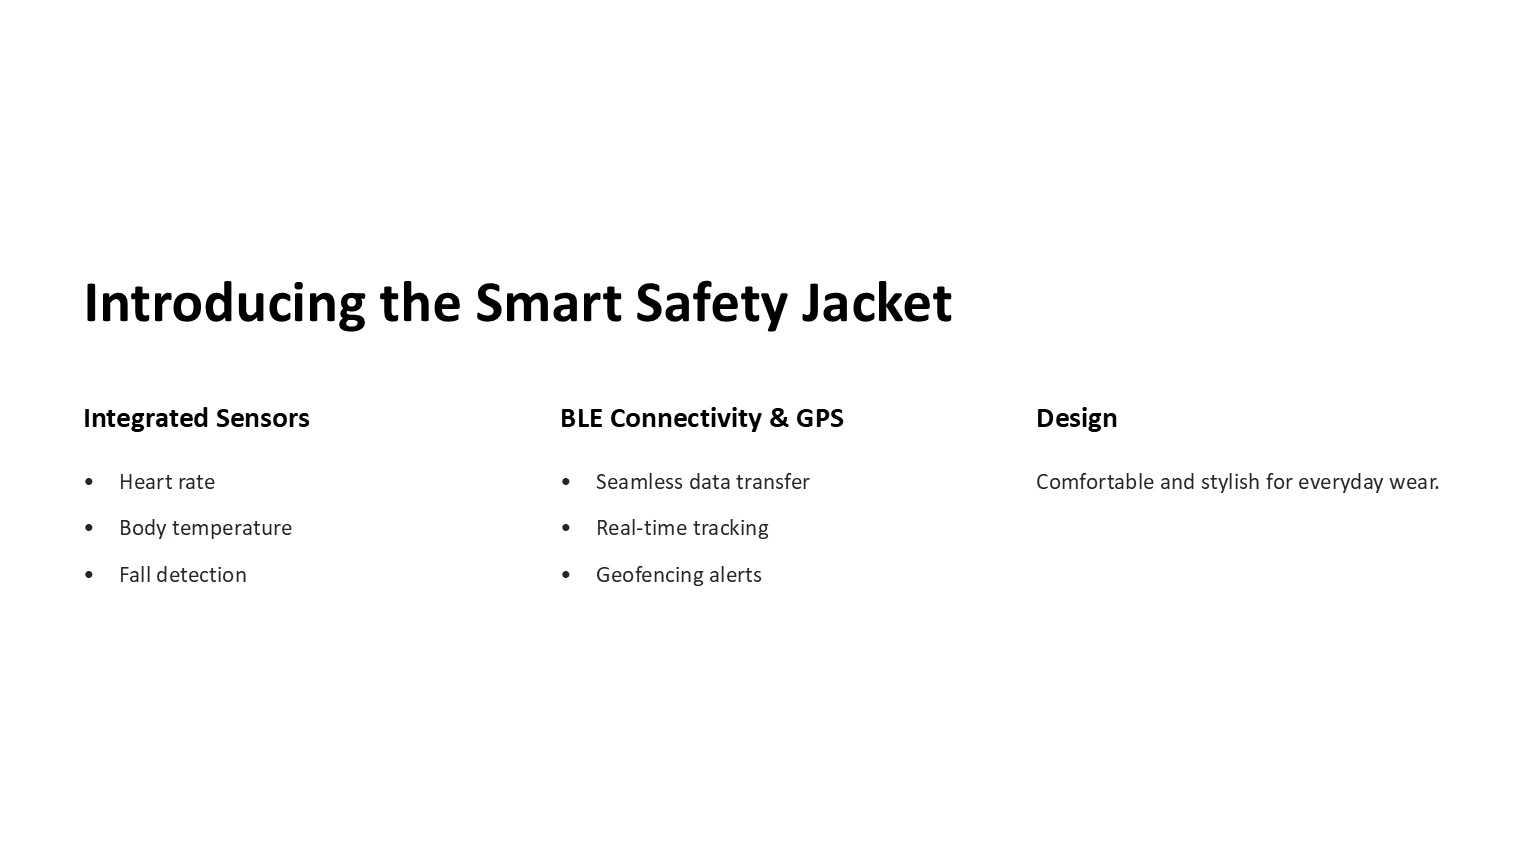 Introducing the Smart Safety Jacket
Integrated Sensors
• Heart rate
• Body temperature
• Fall detection
BLE Connectivity & GPS
• Seamless data transfer
• Real-time tracking
• Geofencing alerts
Design
Comfortable and stylish for everyday wear.